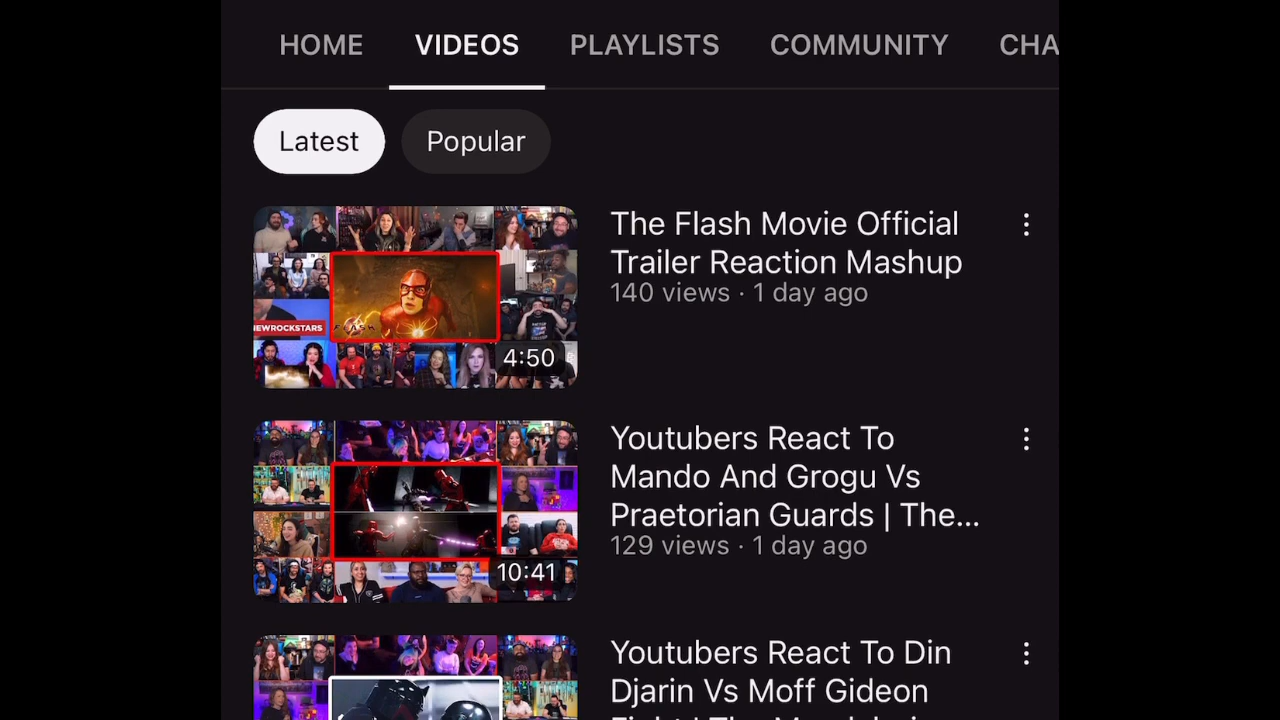 HOME VIDEOS PLAYLISTS COMMUNITY CHA
Latest Popular
The Flash Movie Official
Trailer Reaction Mashup
140 views · 1 day ago
NEWROCKSTARS
FLASH
4:50
Youtubers React To
Mando And Grogu Vs
Praetorian Guards | The...
129 views · 1 day ago
10:41
Youtubers React To Din
Djarin Vs Moff Gideon